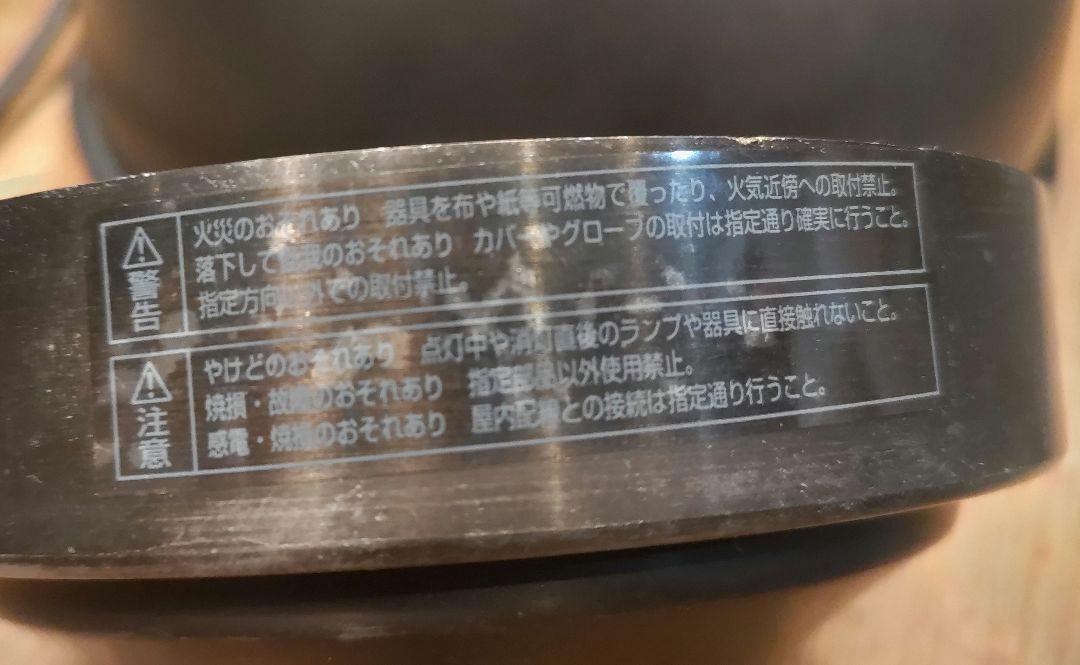 警告
火災のおそれあり 器具を布や紙等可燃物で覆ったり、火気近傍への取付禁止。
落下してのおそれあり カバーやグローブの取付は指定通り確実に行うこと。
指定方向以外での取付禁止。
注意
やけどのおそれあり 点灯中や消灯直後のランプや器具に直接触れないこと。
焼損・故障のおそれあり 指定部品以外使用禁止。
感電・焼損のおそれあり 屋内配線との接続は指定通り行うこと。